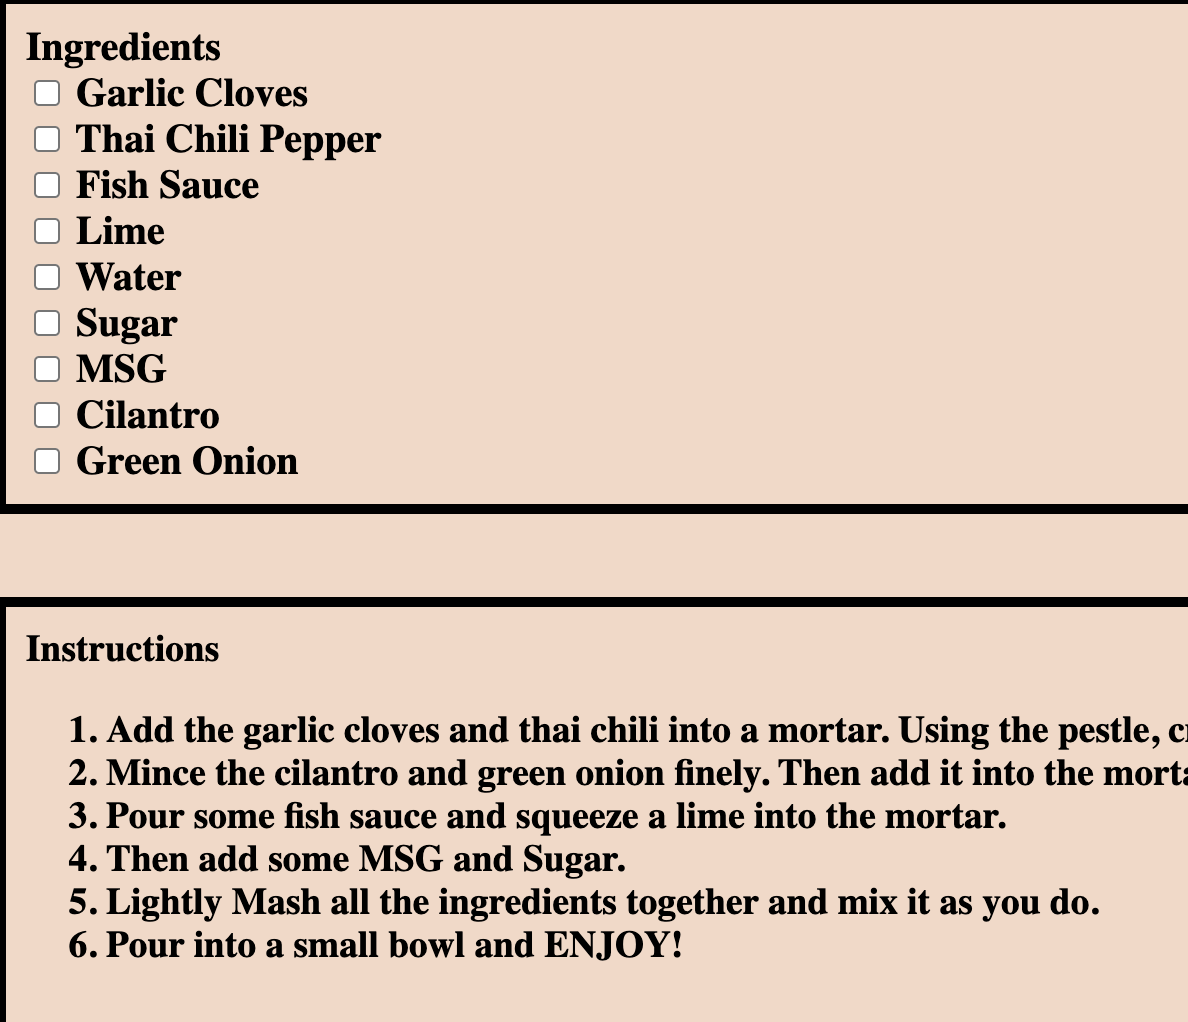 Ingredients
Garlic Cloves
Thai Chili Pepper
Fish Sauce
Lime
Water
Sugar
MSG
Cilantro
Green Onion
Instructions
1. Add the garlic cloves and thai chili into a mortar. Using the pestle,
2. Mince the cilantro and green onion finely. Then add it into the
3. Pour some fish sauce and squeeze a lime into the mortar.
4. Then add some MSG and Sugar.
5. Lightly Mash all the ingredients together and mix it as you do.
6. Pour into a small bowl and ENJOY!